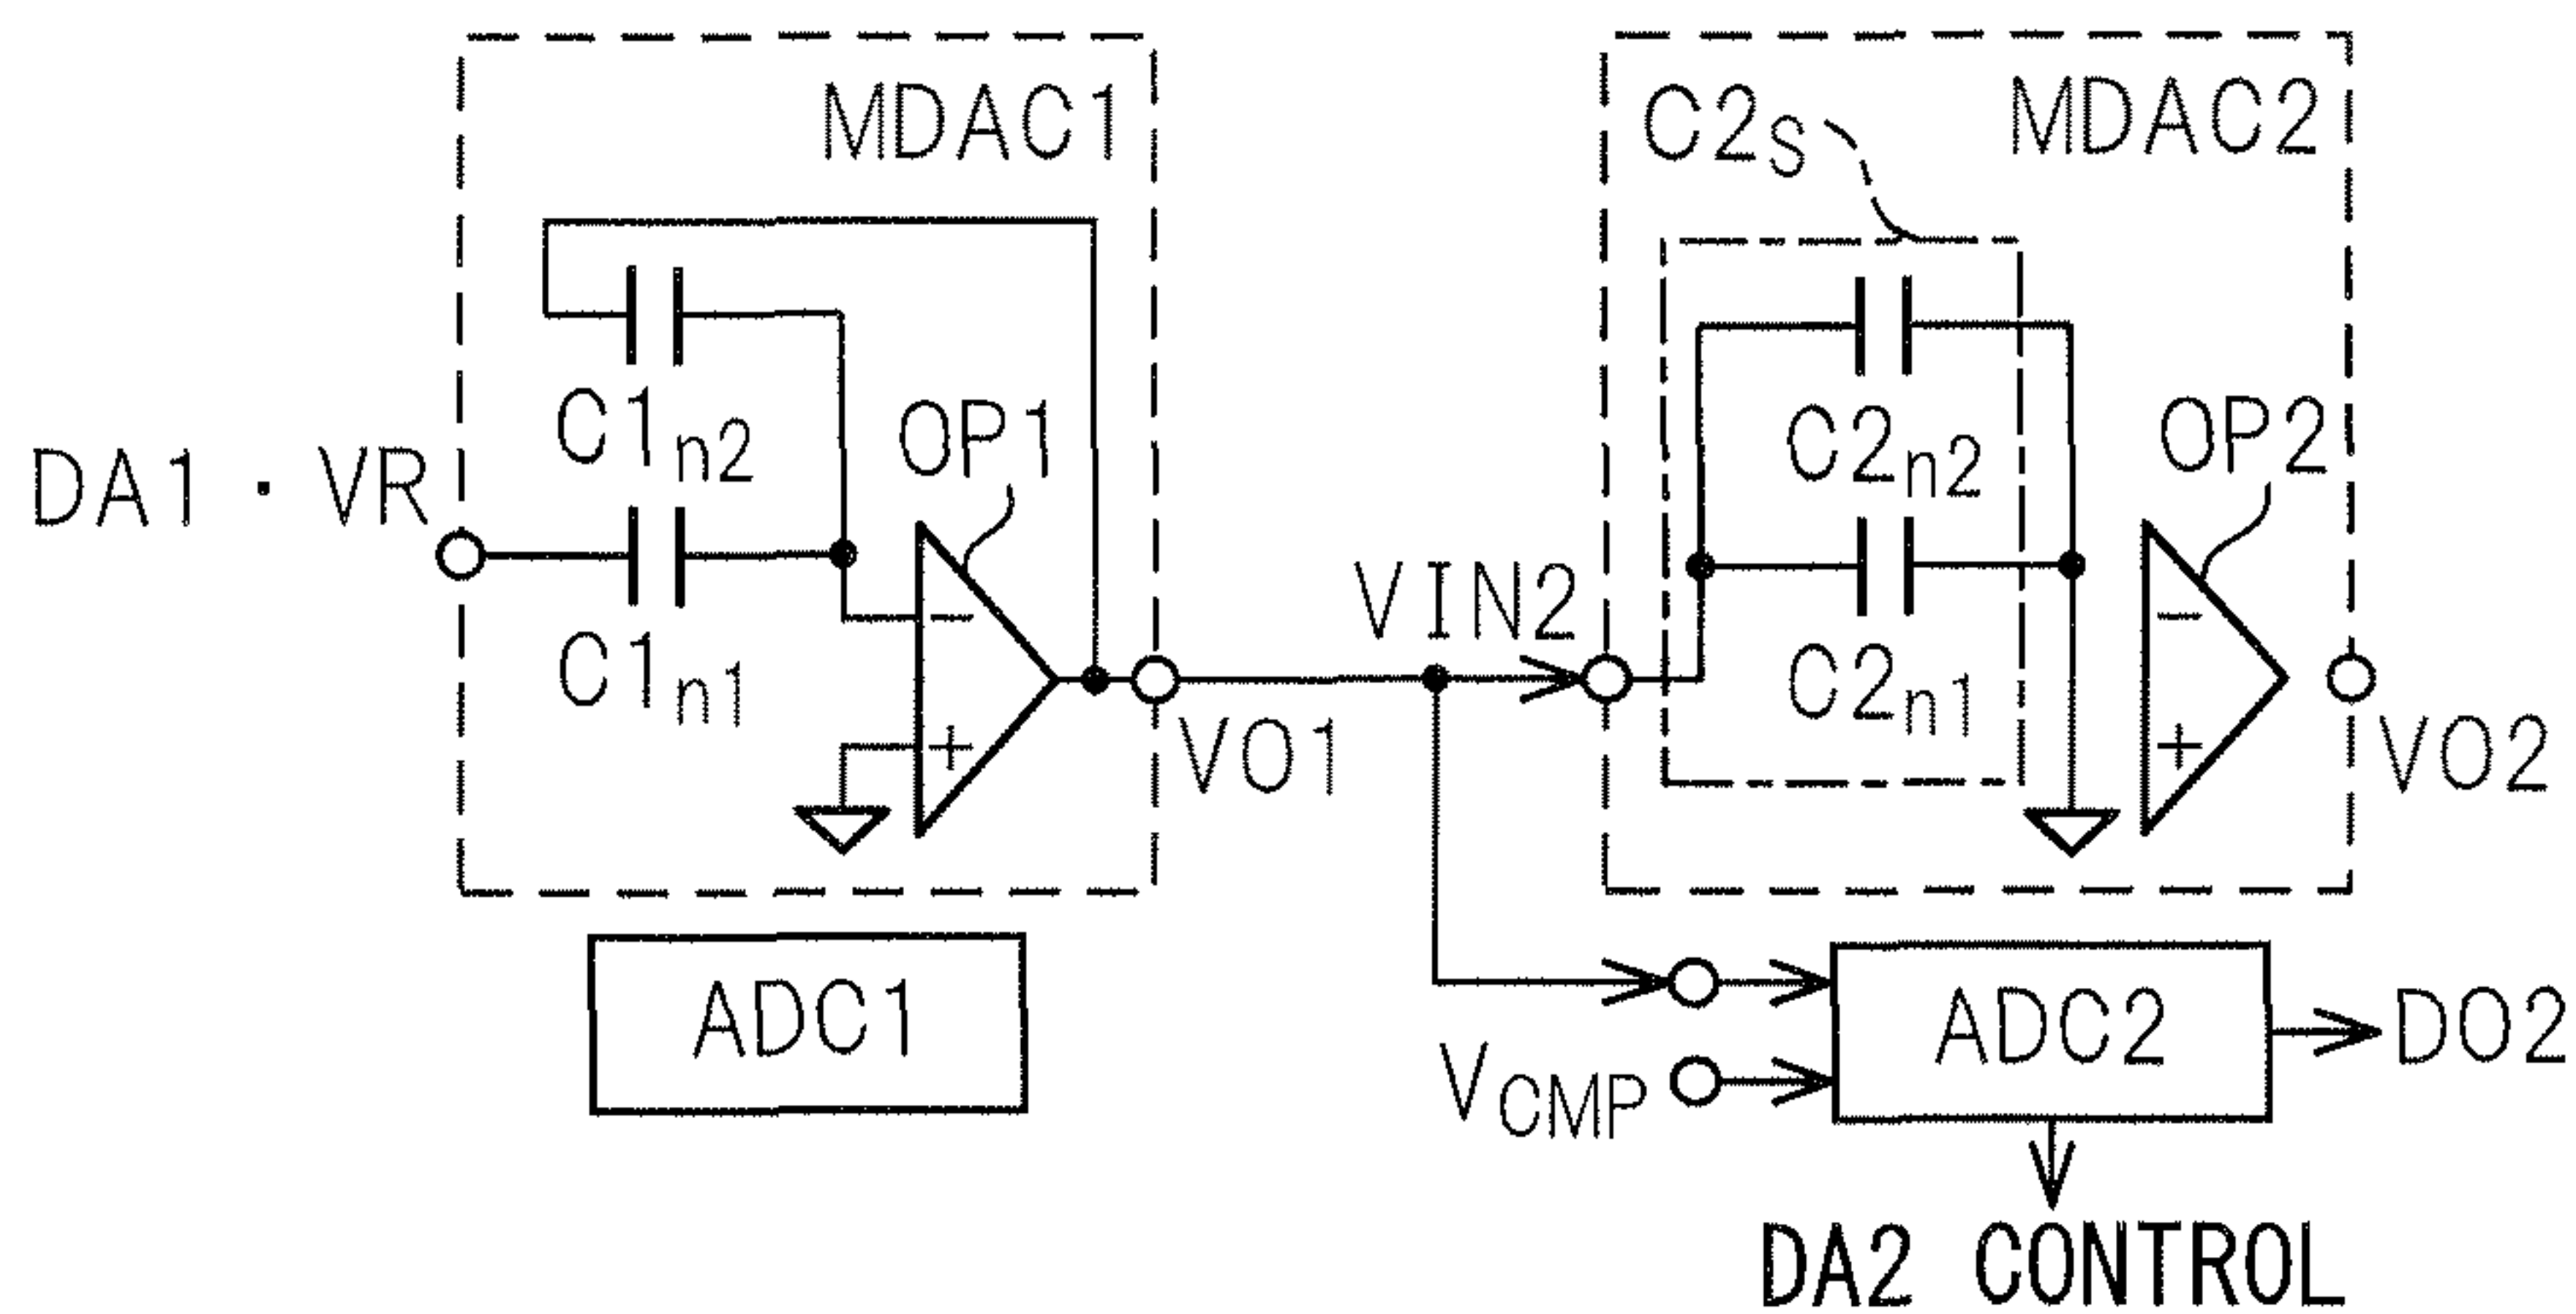 MDAC1
C2S
MDAC2
C1n2
OP1
C2n2
OP2
DA1・VR
C1n1
VIN2
C2n1
VO1
VO2
ADC1
ADC2
DO2
VCMP
DA2 CONTROL